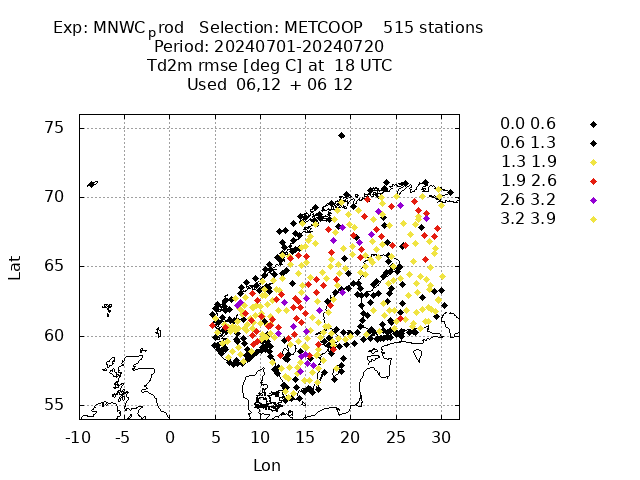 Exp: MNWCprod Selection: METCOOP 515 stations
Period: 20240701-20240720
Td2m rmse [deg C] at 18 UTC
Used 06,12 + 06 12
0.0 0.6
0.6 1.3
1.3 1.9
1.9 2.6
2.6 3.2
3.2 3.9
75
70
65
60
55
Lat
-10 -5 0 5 10 15 20 25 30
Lon